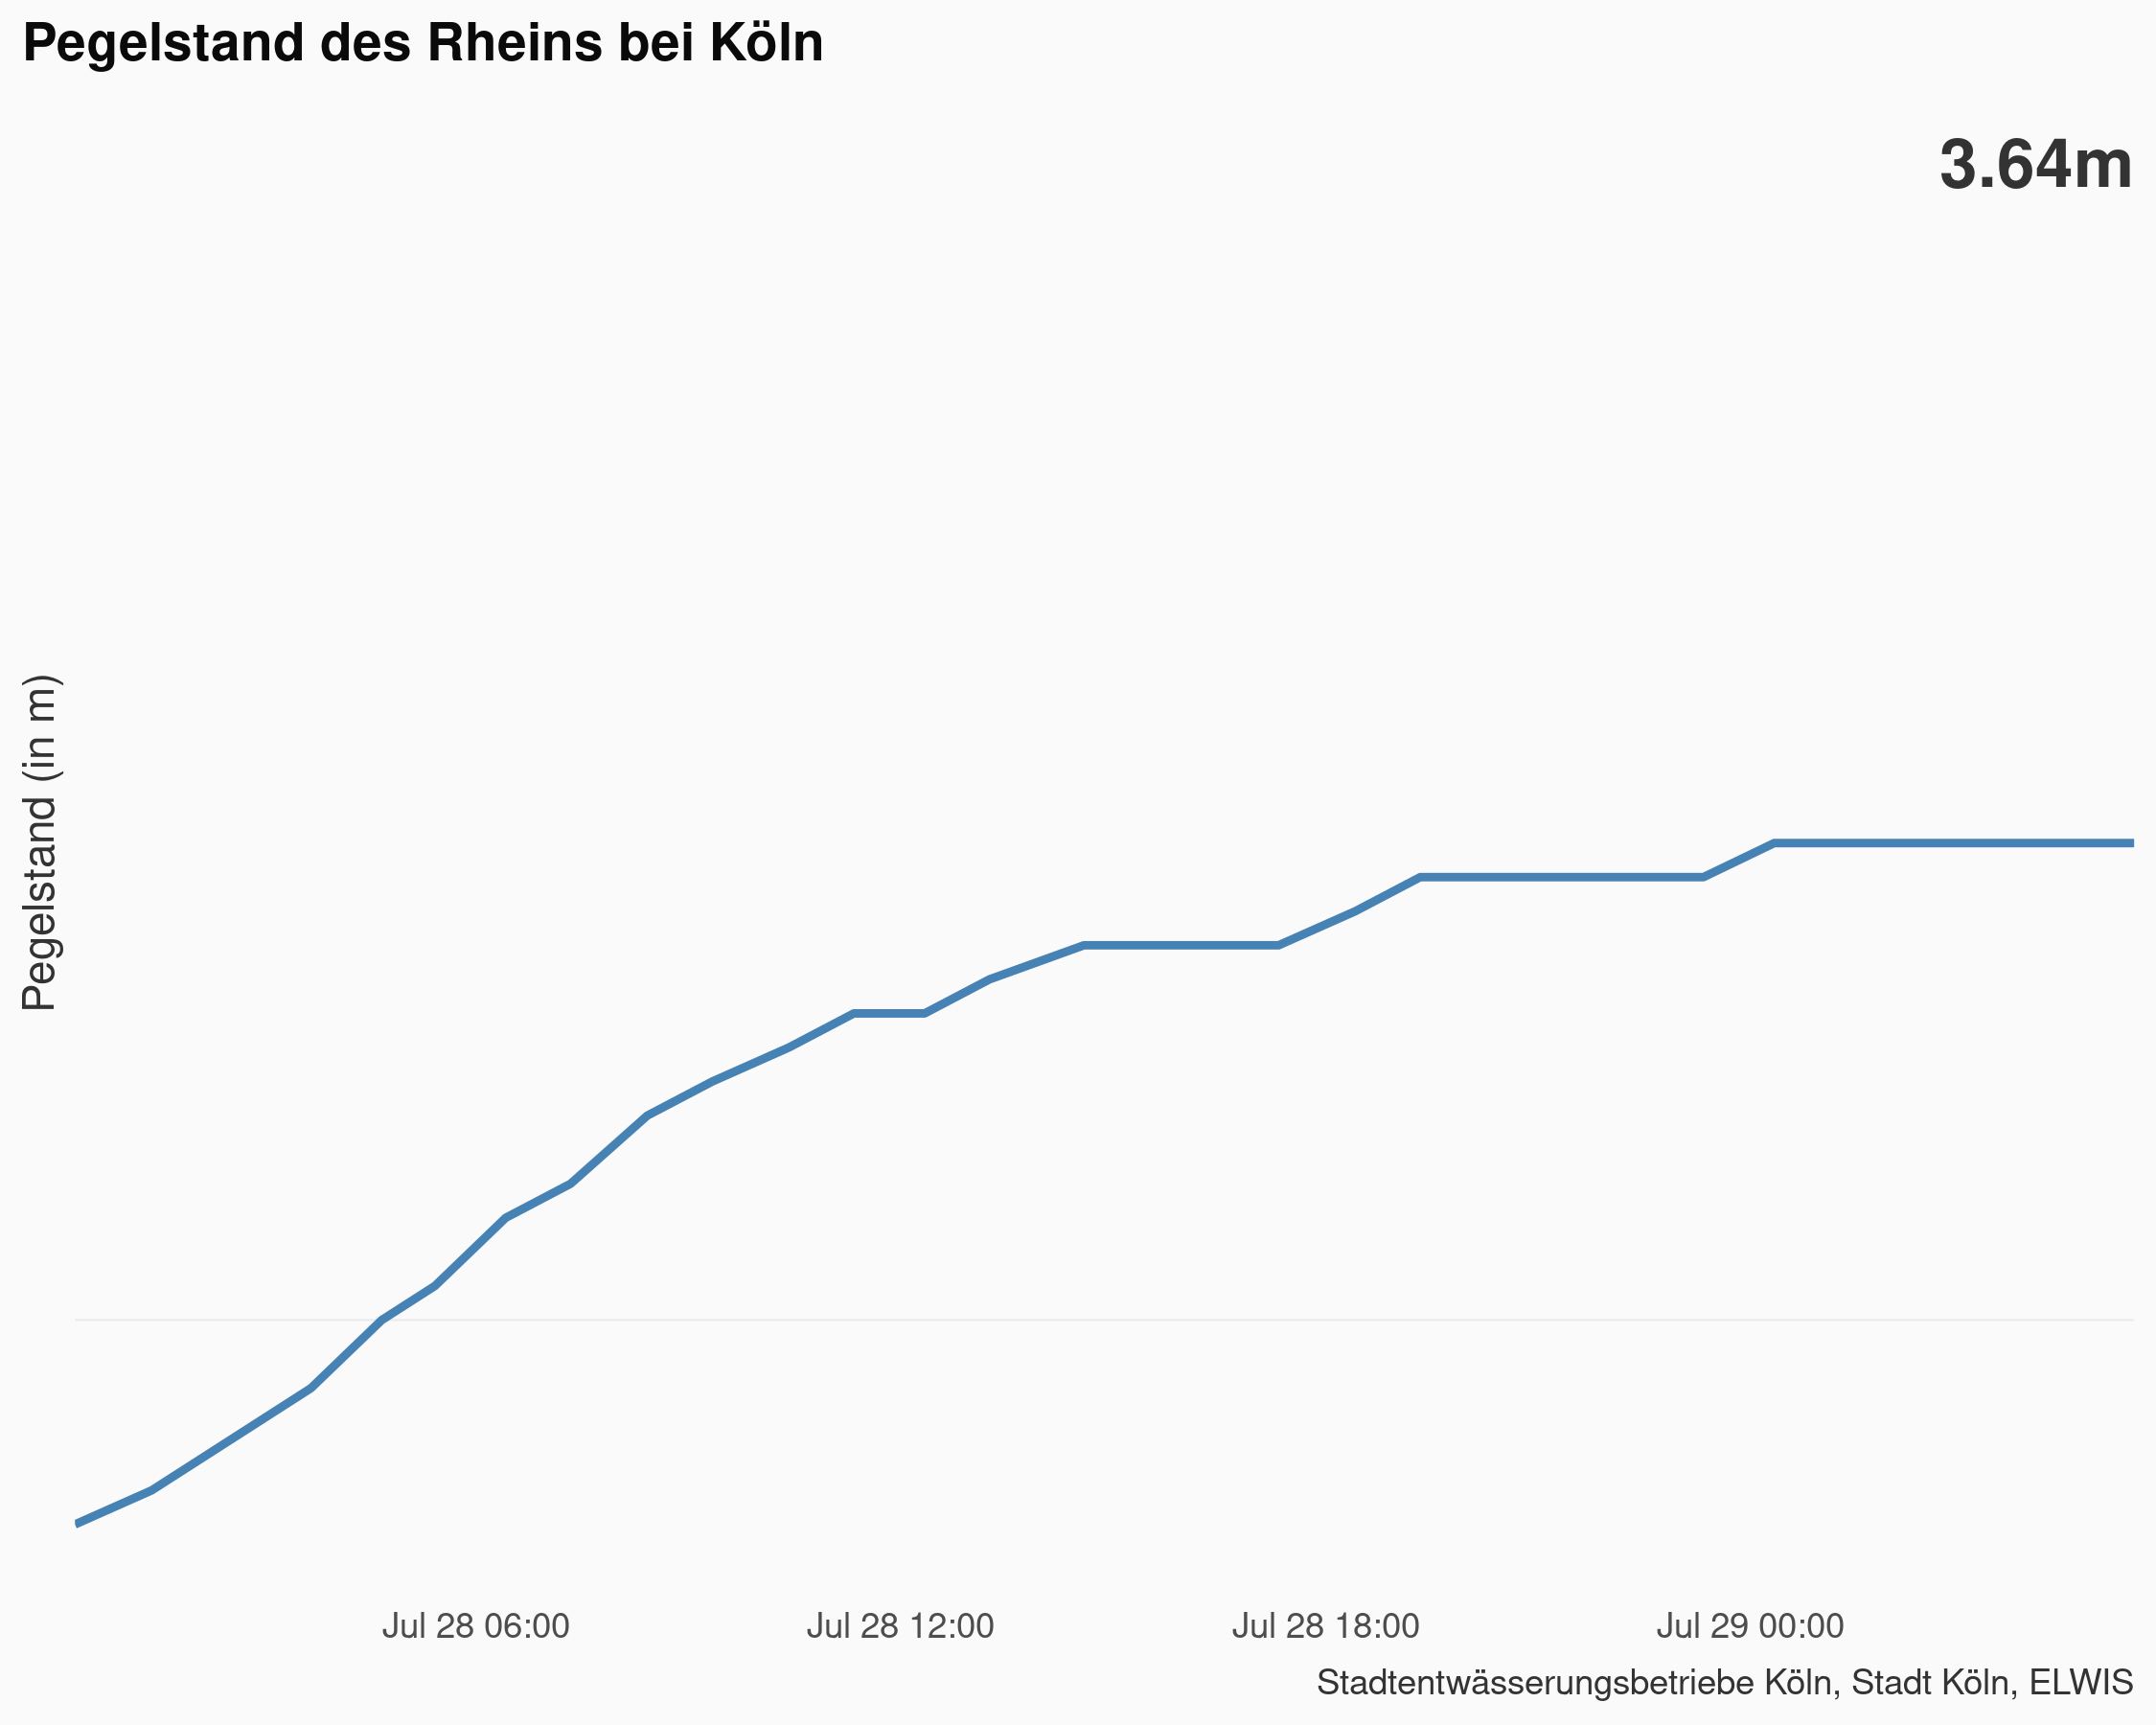 Pegelstand des Rheins bei Köln
3.64m
Pegelstand (in m)
Jul 28 06:00
Jul 28 12:00
Jul 28 18:00
Jul 29 00:00
Stadtentwässerungsbetriebe Köln, Stadt Köln, ELWIS